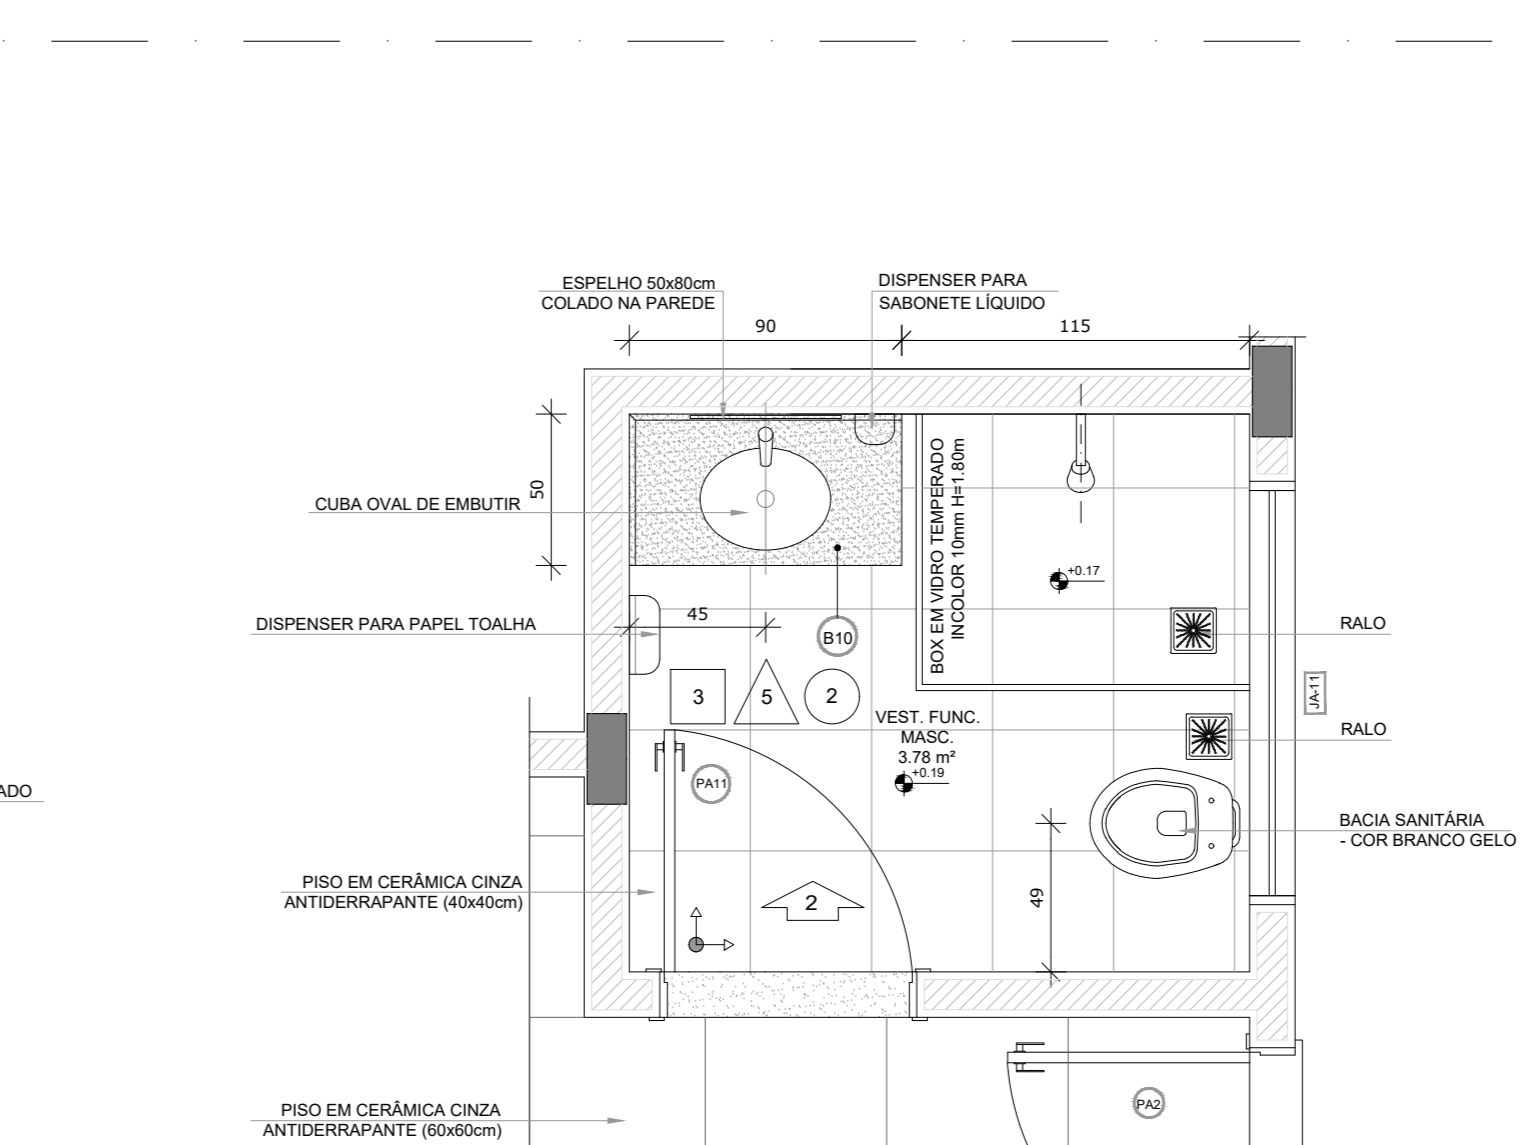 ESPELHO 50x80cm
COLADO NA PAREDE
DISPENSER PARA
SABONETE LÍQUIDO
90
115
50
CUBA OVAL DE EMBUTIR
BOX EM VIDRO TEMPERADO
INCOLOR 10mm H=1.80m
+0.17
DISPENSER PARA PAPEL TOALHA
45
B10
RALO
3
5
2
JA-11
VEST. FUNC.
MASC.
3.78 m²
+0.19
RALO
PA11
ADO
BACIA SANITÁRIA
- COR BRANCO GELO
PISO EM CERÂMICA CINZA
ANTIDERRAPANTE (40x40cm)
2
49
PA2
PISO EM CERÂMICA CINZA
ANTIDERRAPANTE (60x60cm)